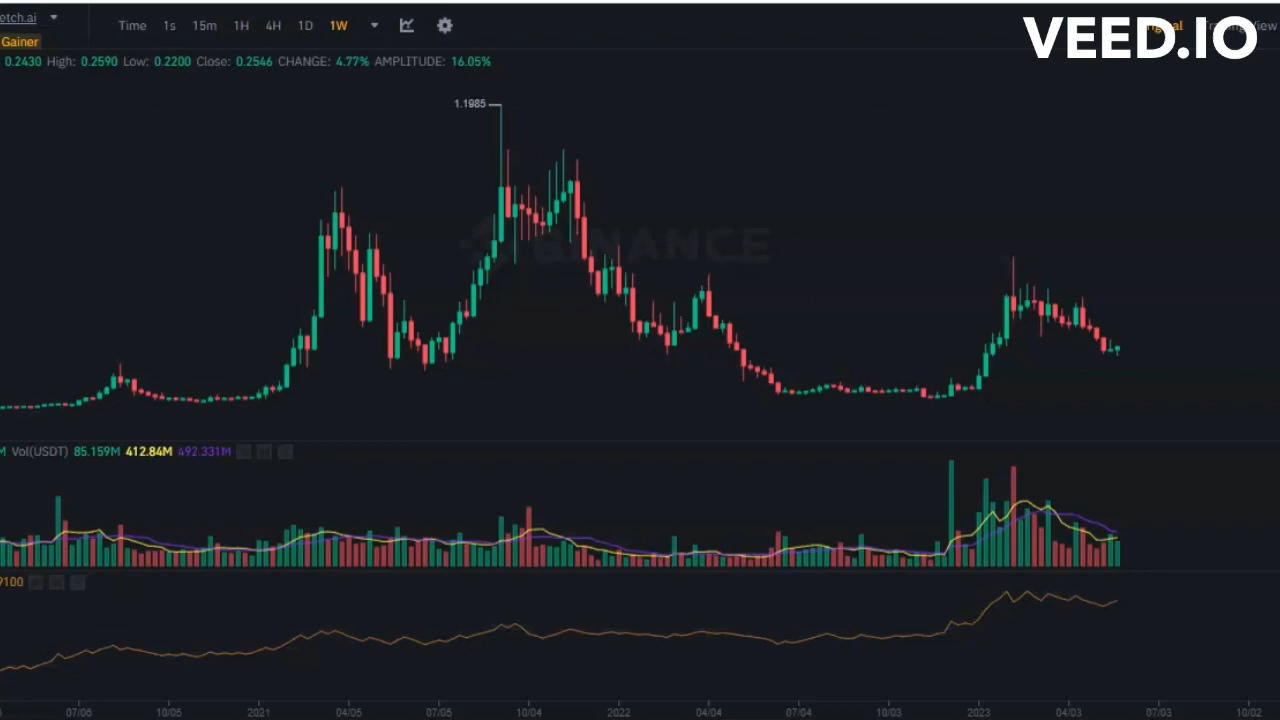 etch.ai Time 1s 15m 1H 4H 1D 1W
VEED.IO
Gainer
0.2430 High: 0.2590 Low: 0.2200 Close: 0.2546 CHANGE: 4.77% AMPLITUDE: 16.05%
1.1985
BINANCE
M Vol(USDT) 85.159M 412.84M 492.331M
9100
07/06 10/05 2021 04/05 07/05 10/04 2022 04/04 07/04 10/03 2023 04/03 07/03 10/02